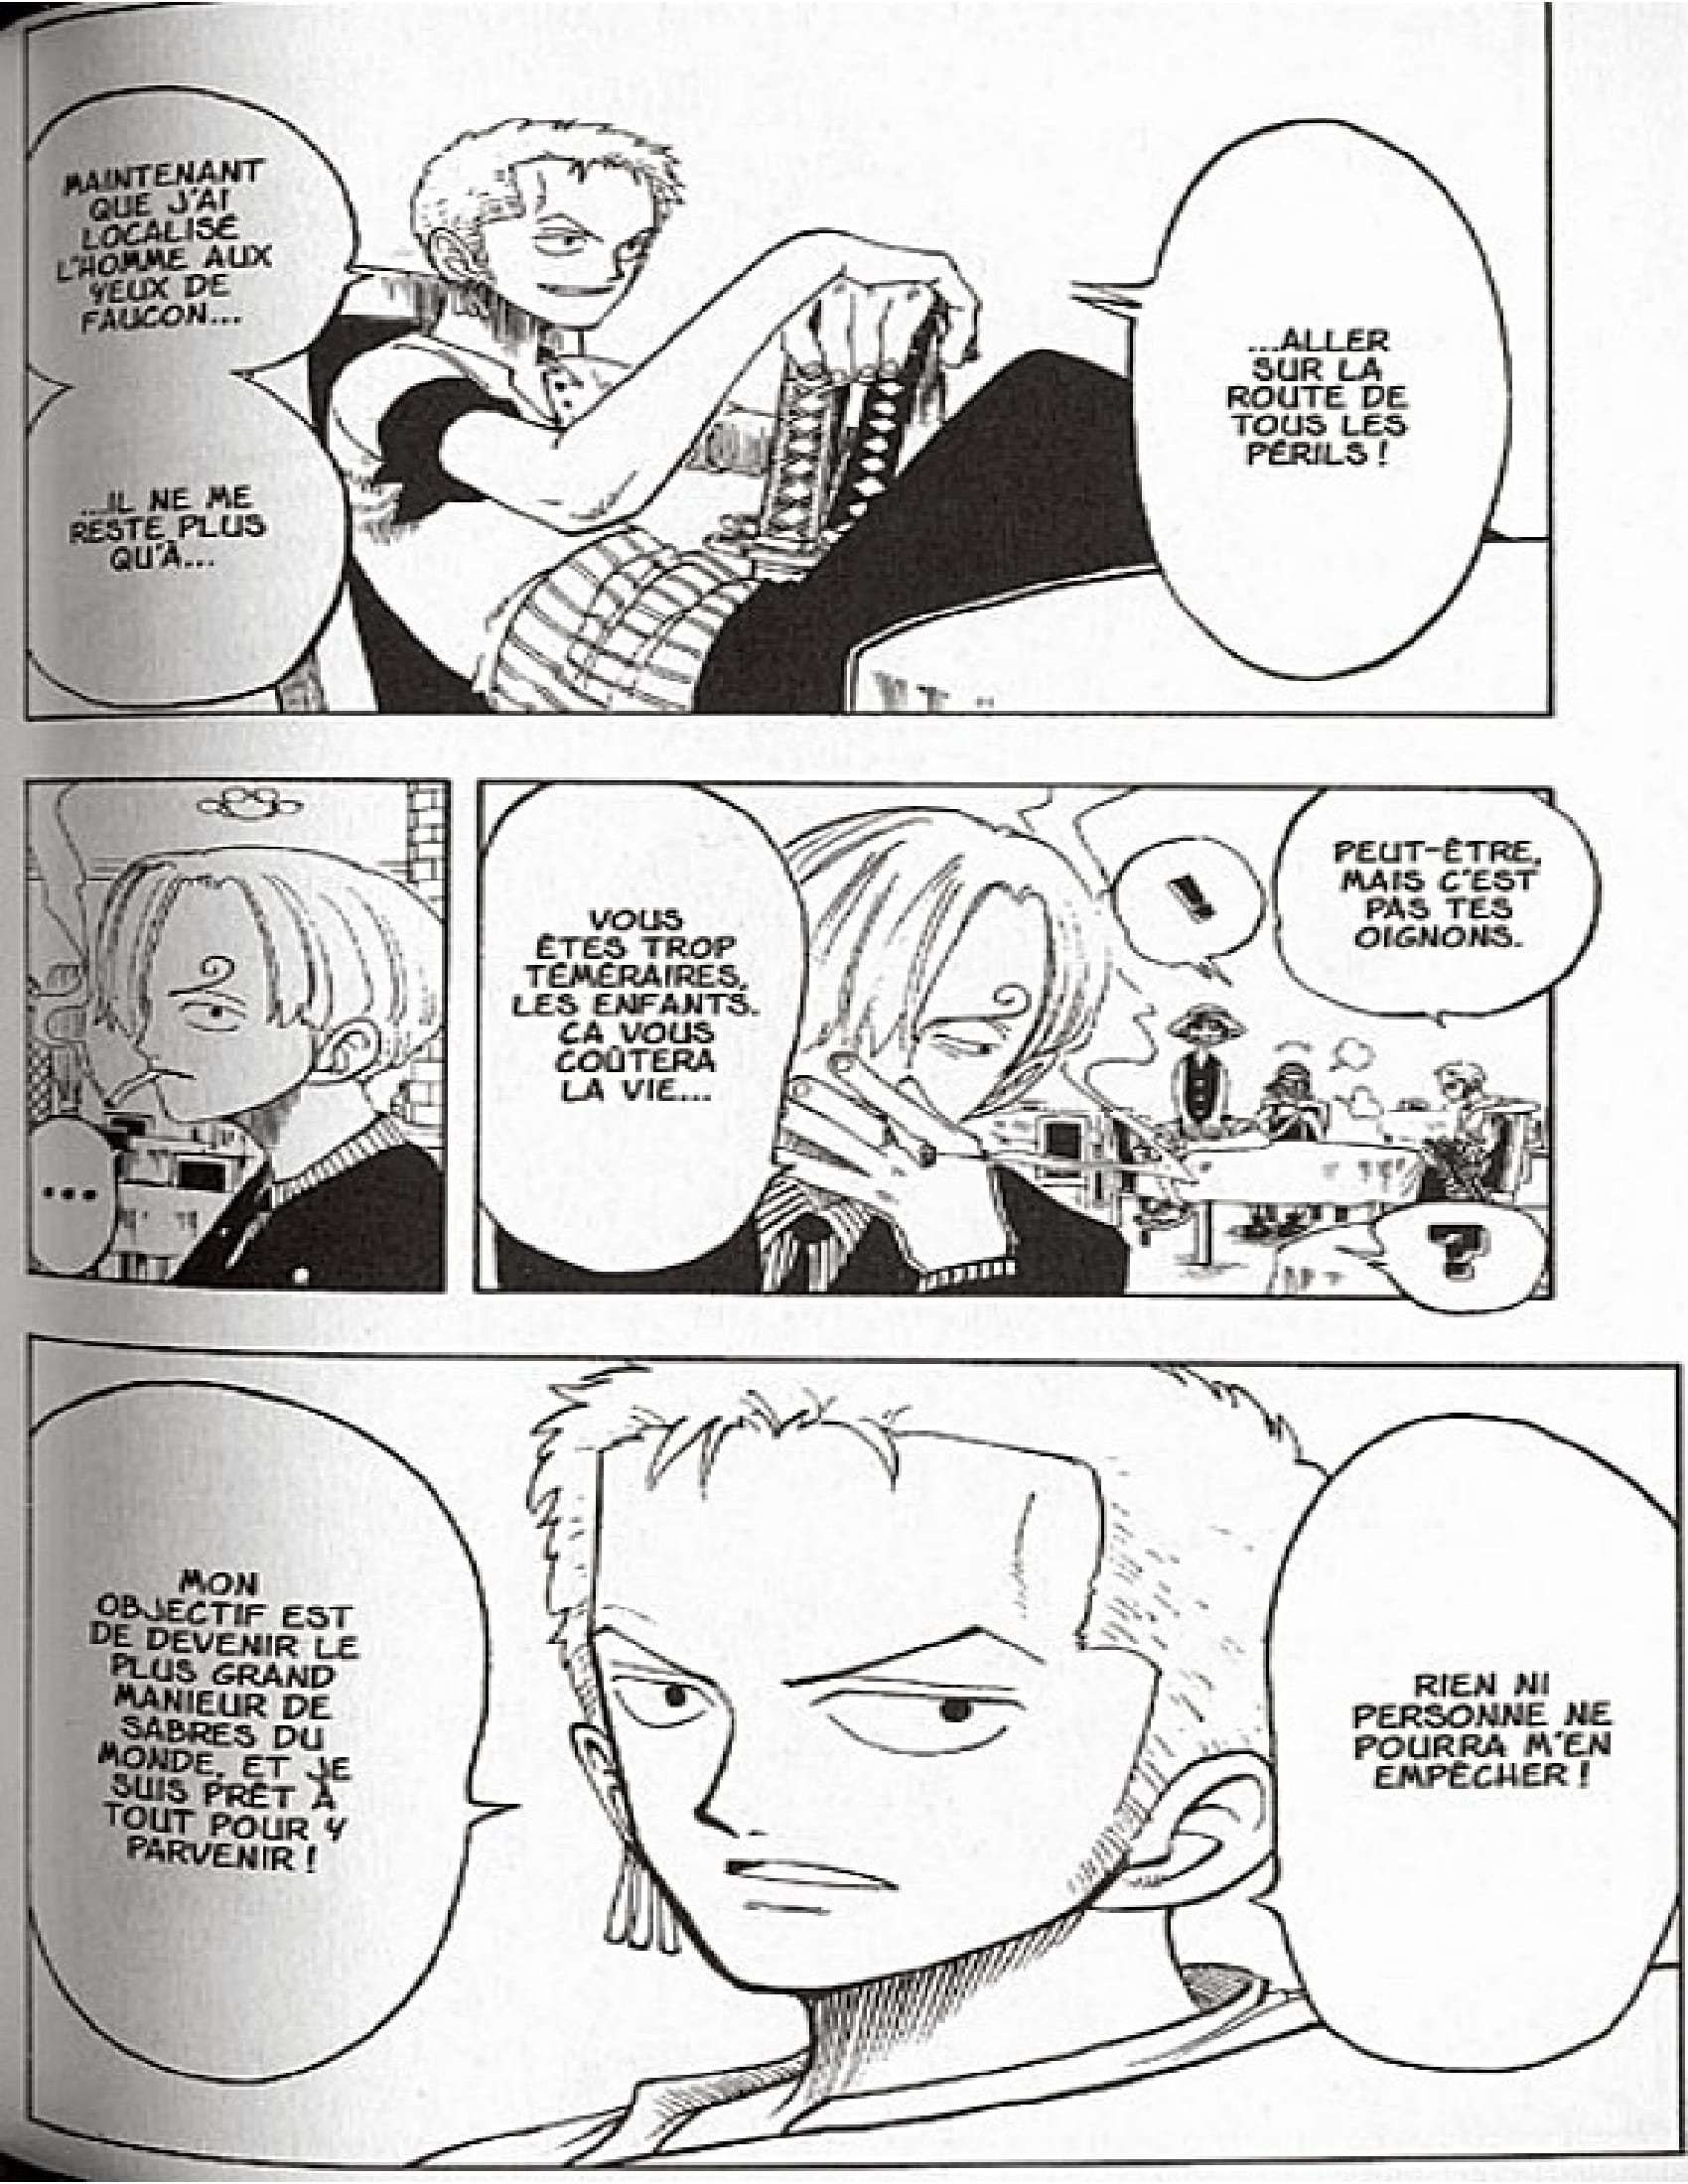 MAINTENANT
QUE J'AI
LOCALISÉ
L'HOMME AUX
YEUX DE
FAUCON...
...IL NE ME
RESTE PLUS
QU'À...
...ALLER
SUR LA
ROUTE DE
TOUS LES
PÉRILS !
...
VOUS
ÊTES TROP
TÉMÉRAIRES,
LES ENFANTS.
CA VOUS
COÛTERA
LA VIE...
!
PEUT-ÊTRE,
MAIS C'EST
PAS TES
OIGNONS.
?
MON
OBJECTIF EST
DE DEVENIR LE
PLUS GRAND
MANIEUR DE
SABRES DU
MONDE, ET JE
SUIS PRÊT À
TOUT POUR Y
PARVENIR !
RIEN NI
PERSONNE NE
POURRA M'EN
EMPÊCHER !